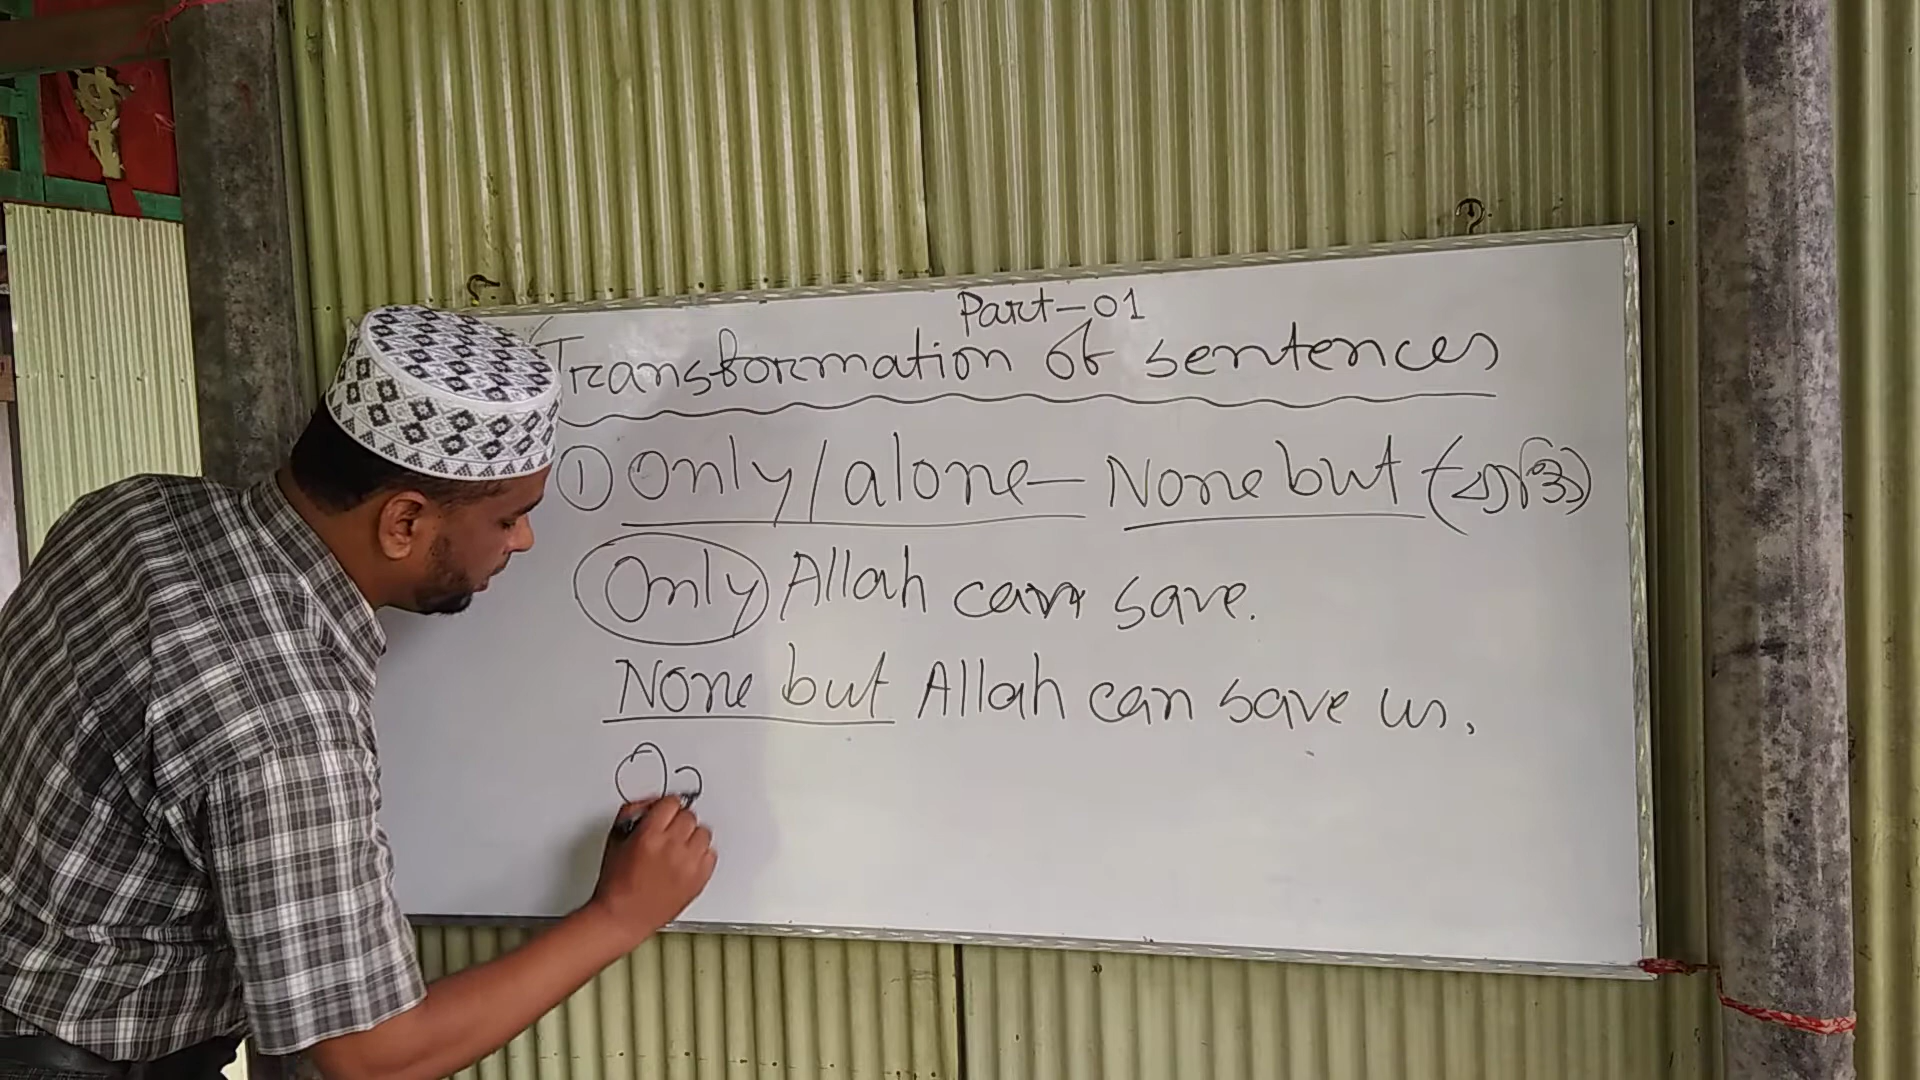 Part-01
Transformation of sentences
① Only/alone- None but (ব্যক্তি)
Only Allah can save.
None but Allah can save us.